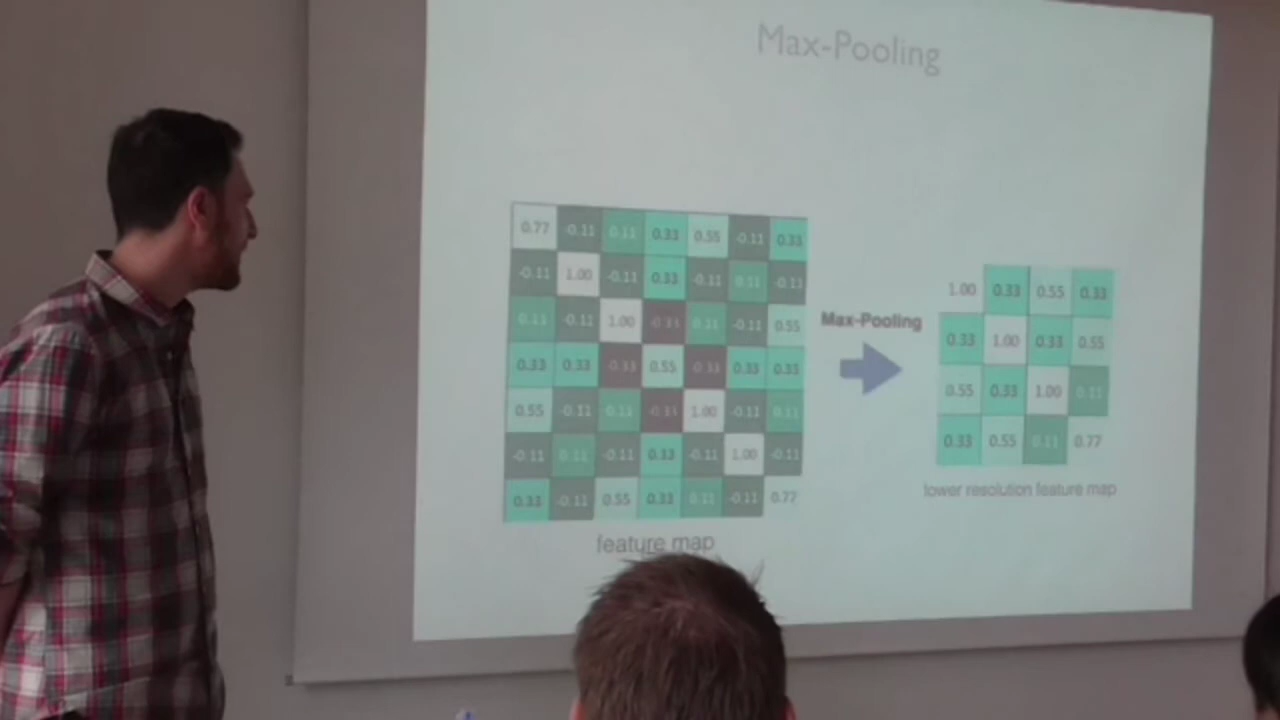 Max-Pooling
0.77 -0.11 0.11 0.33 0.55 -0.11 0.33
-0.11 1.00 -0.11 0.33 -0.11 0.11 -0.11
0.11 -0.11 1.00 -0.33 0.11 -0.11 0.55
0.33 0.33 -0.33 0.55 -0.33 0.33 0.33
0.55 -0.11 0.11 -0.33 1.00 -0.11 0.11
-0.11 0.11 -0.11 0.33 -0.11 1.00 -0.11
0.33 -0.11 0.55 0.33 0.11 -0.11 0.77
feature map
Max-Pooling
1.00 0.33 0.55 0.33
0.33 1.00 0.33 0.55
0.55 0.33 1.00 0.11
0.33 0.55 0.11 0.77
lower resolution feature map